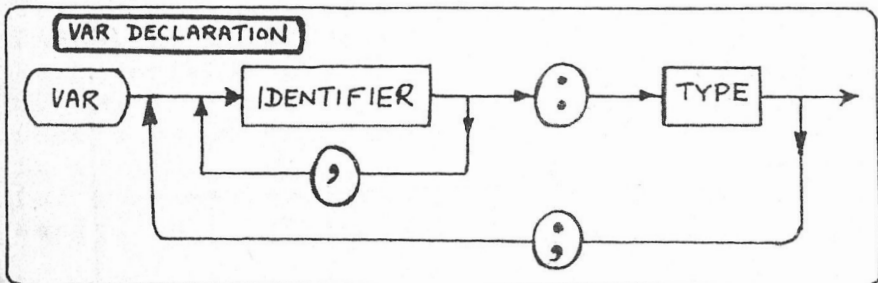 VAR DECLARATION
VAR IDENTIFIER : TYPE
,
;